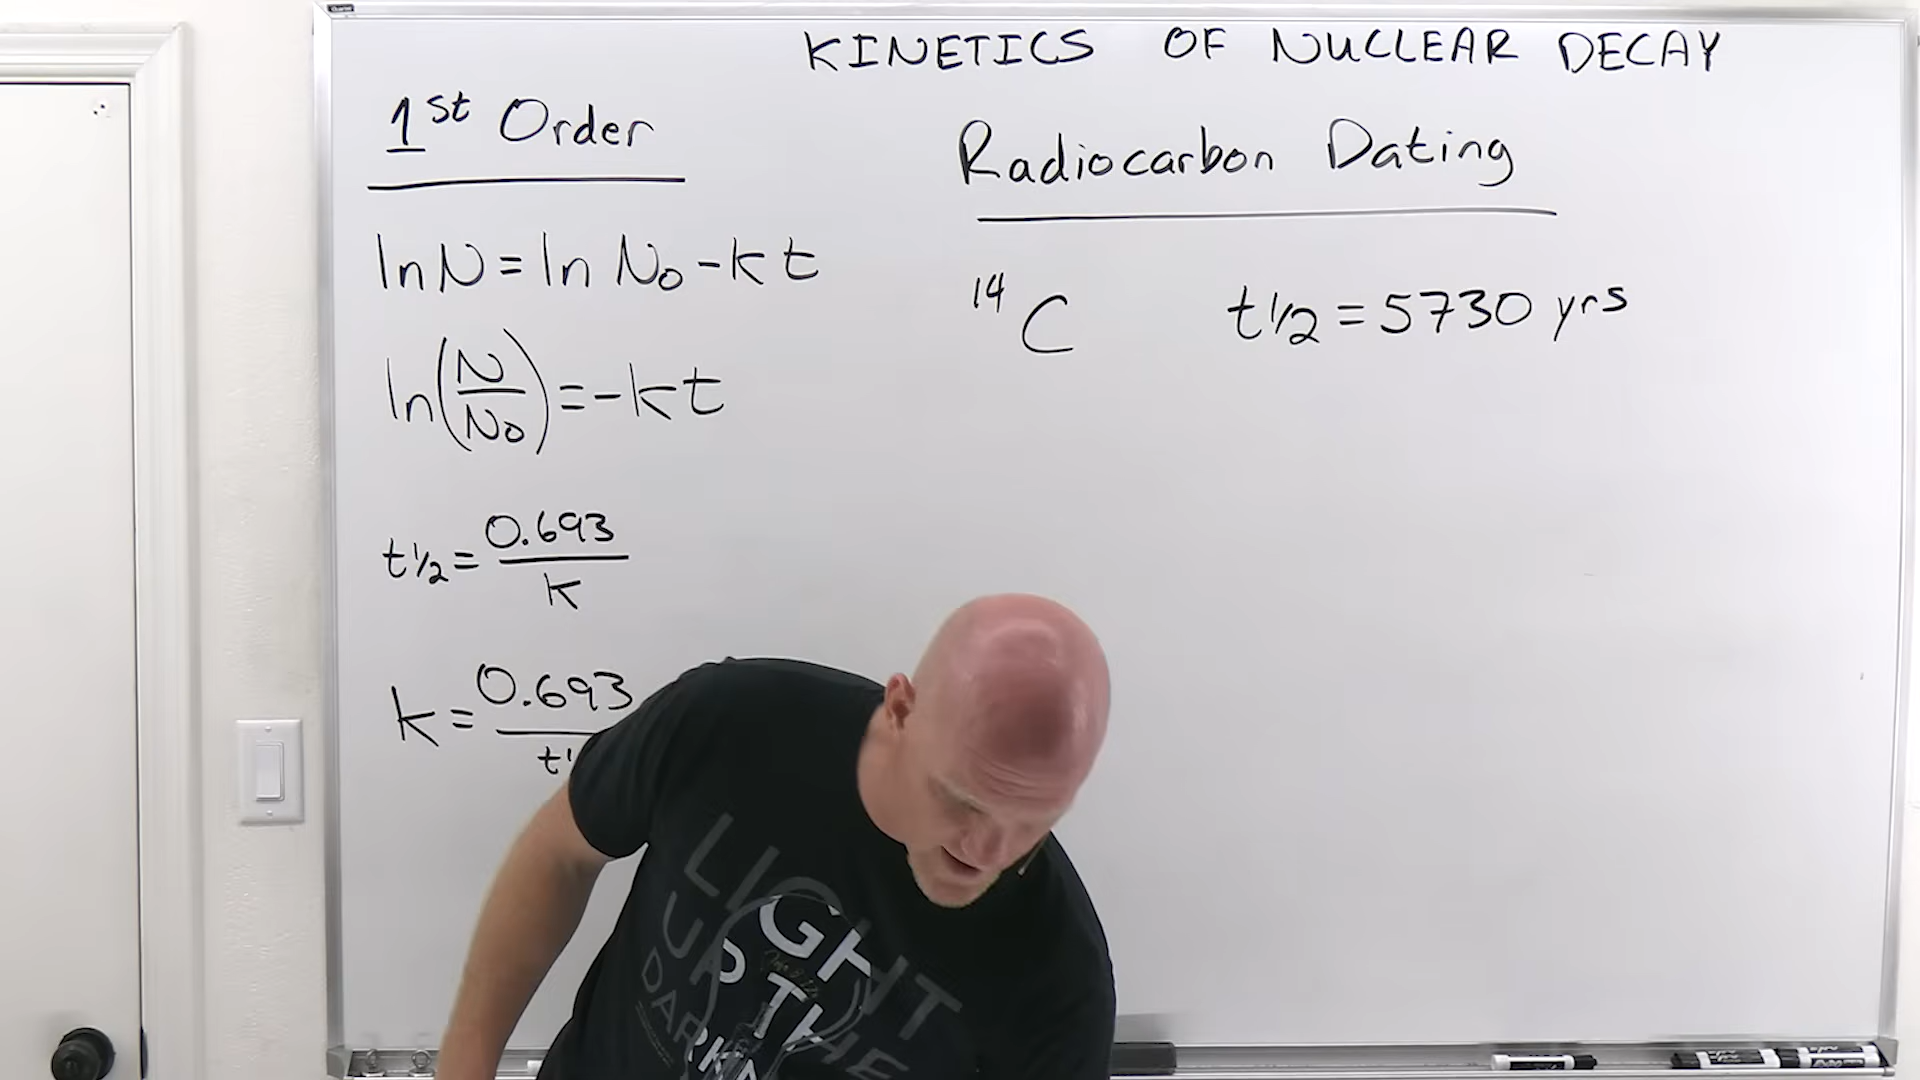 KINETICS OF NUCLEAR DECAY
1st Order
ln N = ln N₀ - kt
ln(N/N₀) = -kt
t½ = 0.693/k
k = 0.693
Radiocarbon Dating
¹⁴C t½ = 5730 yrs
LIGHT
UP THE